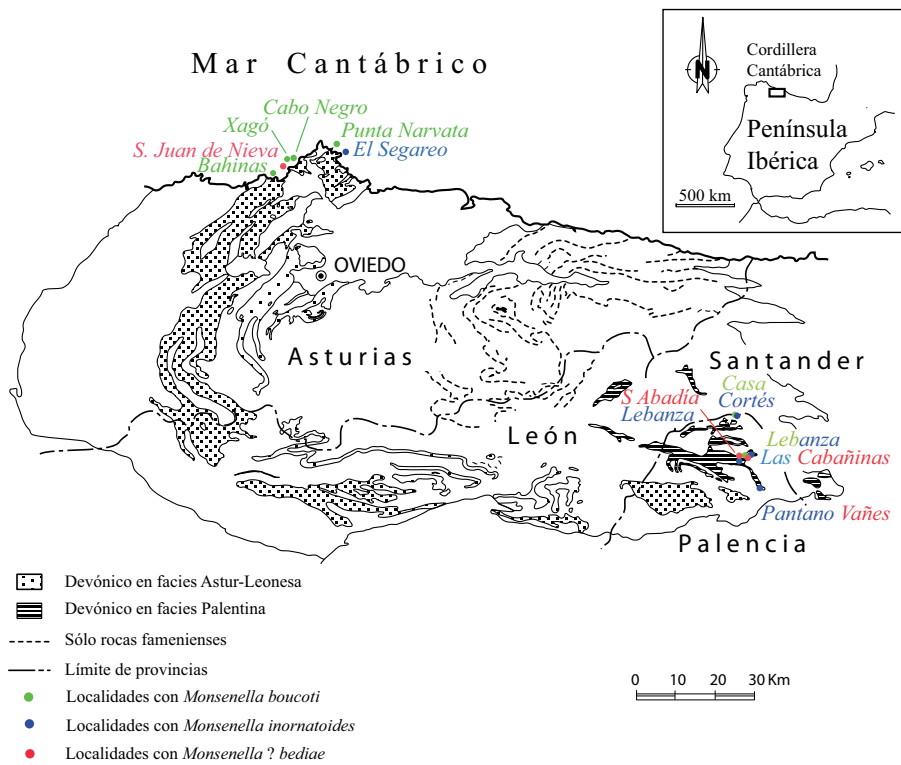 Mar Cantábrico
Cabo Negro
Xagó
Punta Narvata
S. Juan de Nieva
El Segareo
Bahinas
OVIEDO
Asturias
Santander
Casa
Cortés
S Abadía
Lebanza
León
Lebanza
Las Cabañinas
Pantano Vañes
Palencia
N
Cordillera
Cantábrica
Península
Ibérica
500 km
Devónico en facies Astur-Leonesa
Devónico en facies Palentina
Sólo rocas famenienses
Límite de provincias
Localidades con Monsenella boucoti
Localidades con Monsenella inornatoides
Localidades con Monsenella ? bediae
0 10 20 30 Km